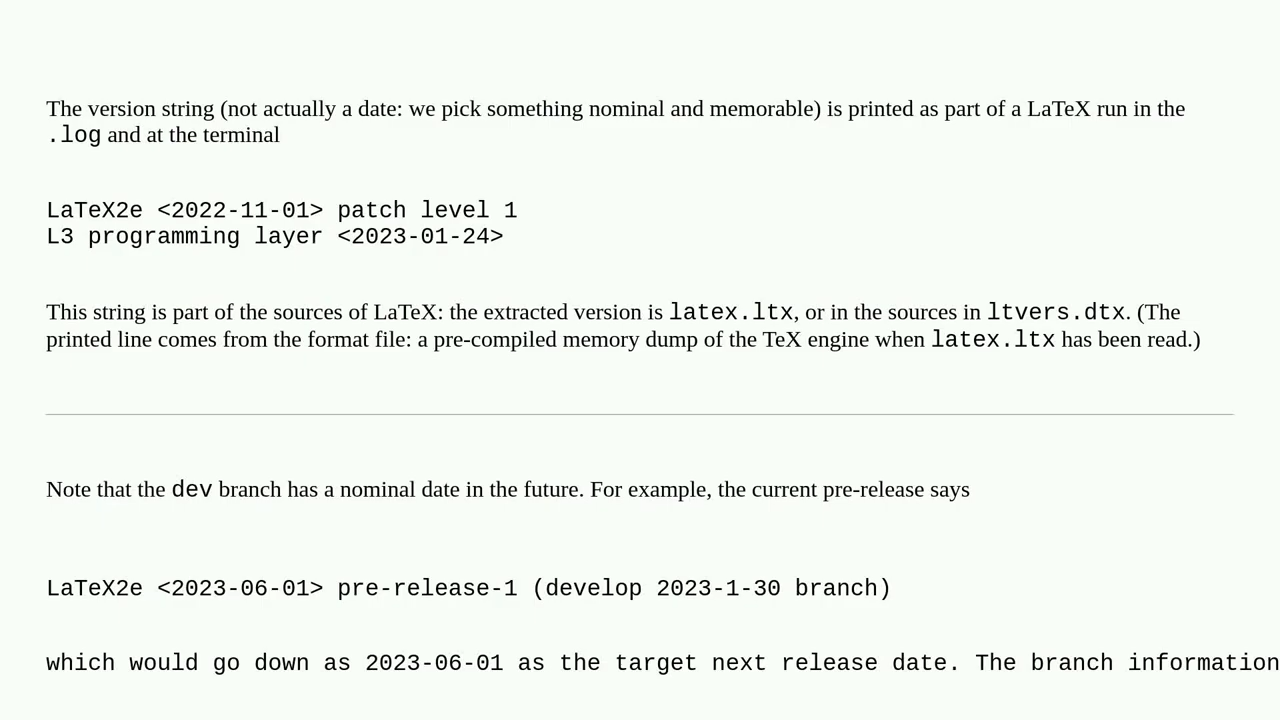 The version string (not actually a date: we pick something nominal and memorable) is printed as part of a LaTeX run in the
.log and at the terminal
LaTeX2e <2022-11-01> patch level 1
L3 programming layer <2023-01-24>
This string is part of the sources of LaTeX: the extracted version is latex.ltx, or in the sources in ltvers.dtx. (The
printed line comes from the format file: a pre-compiled memory dump of the TeX engine when latex.ltx has been read.)
Note that the dev branch has a nominal date in the future. For example, the current pre-release says
LaTeX2e <2023-06-01> pre-release-1 (develop 2023-1-30 branch)
which would go down as 2023-06-01 as the target next release date. The branch information